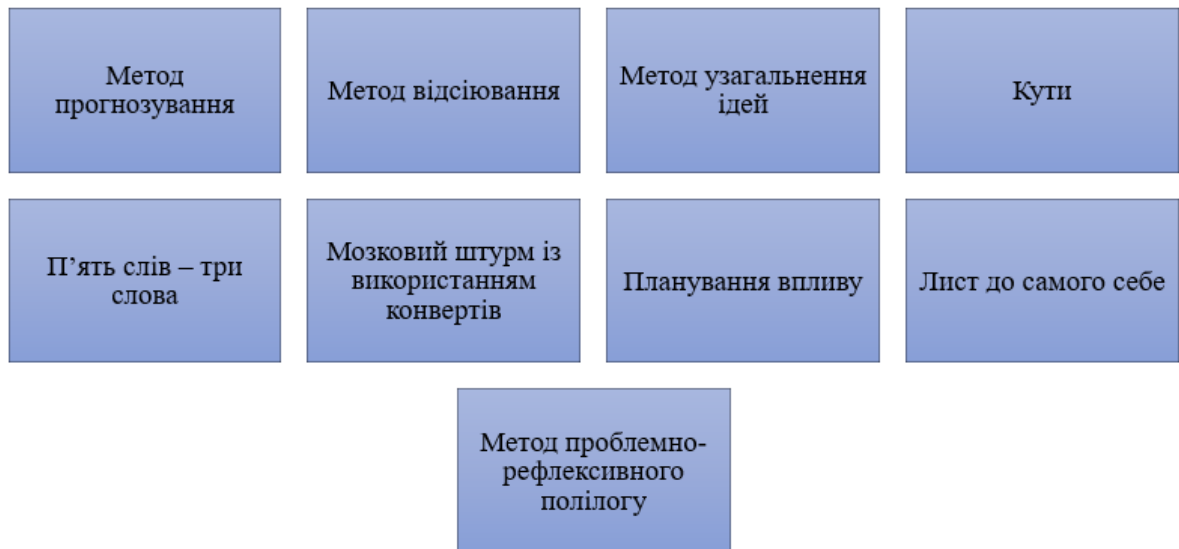 Метод
прогнозування
Метод відсіювання
Метод узагальнення
ідей
Кути
П’ять слів – три
слова
Мозковий штурм із
використанням
конвертів
Планування впливу
Лист до самого себе
Метод проблемно-
рефлексивного
полілогу